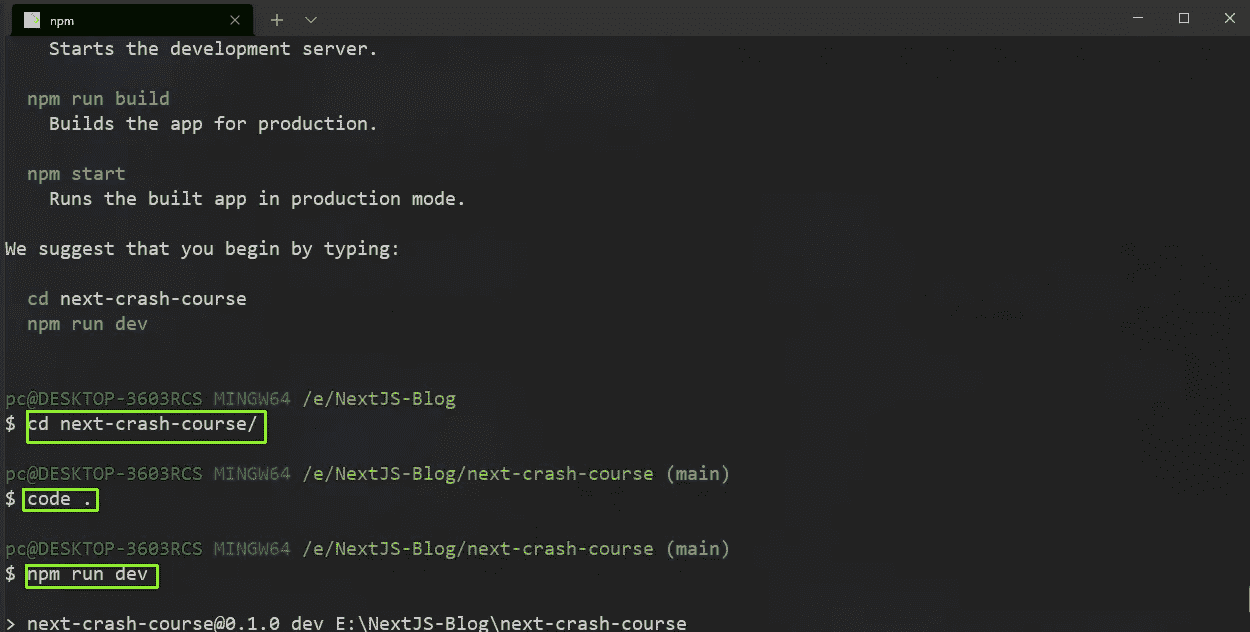 npm
Starts the development server.
npm run build
Builds the app for production.
npm start
Runs the built app in production mode.
We suggest that you begin by typing:
cd next-crash-course
npm run dev
pc@DESKTOP-3603RCS MINGW64 /e/NextJS-Blog
$ cd next-crash-course/
pc@DESKTOP-3603RCS MINGW64 /e/NextJS-Blog/next-crash-course (main)
$ code .
pc@DESKTOP-3603RCS MINGW64 /e/NextJS-Blog/next-crash-course (main)
$ npm run dev
> next-crash-course@0.1.0 dev E:\NextJS-Blog\next-crash-course